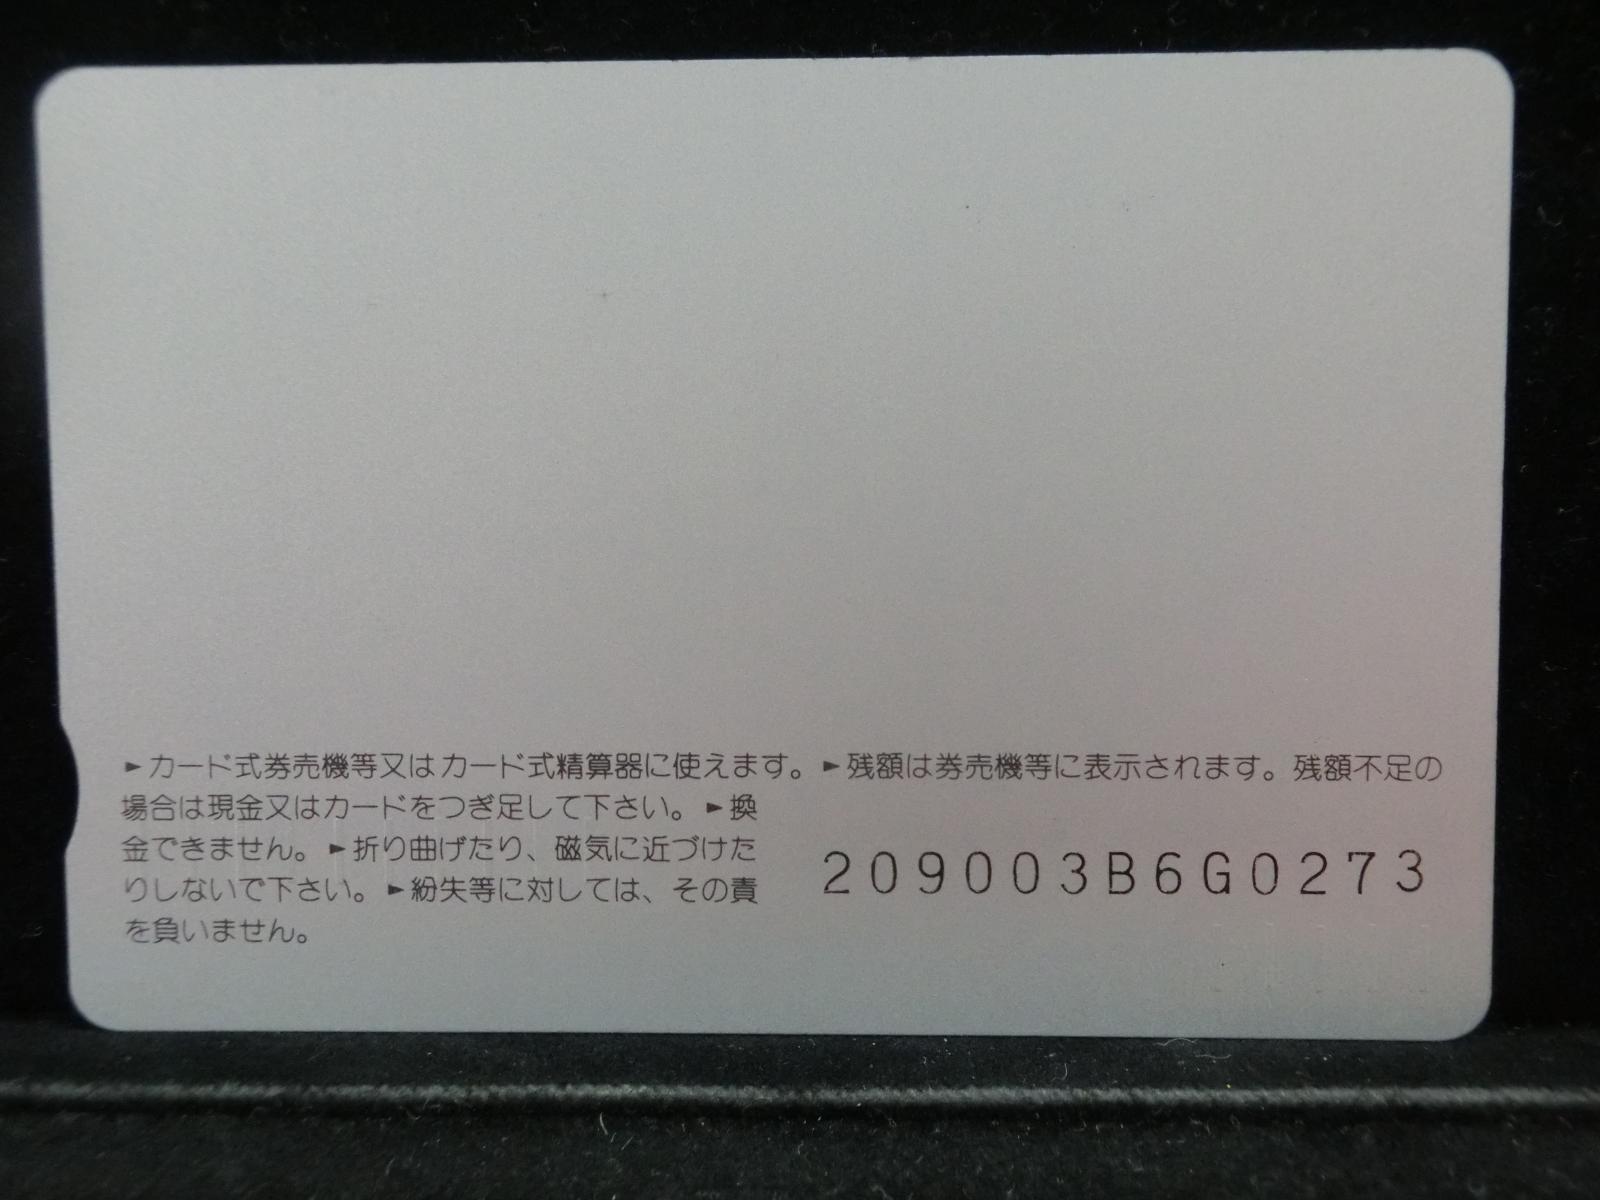 ►カード式券売機等又はカード式精算器に使えます。►残額は券売機等に表示されます。残額不足の
場合は現金又はカードをつぎ足して下さい。►換
金できません。►折り曲げたり、磁気に近づけた
りしないで下さい。►紛失等に対しては、その責
を負いません。
209003B6G0273